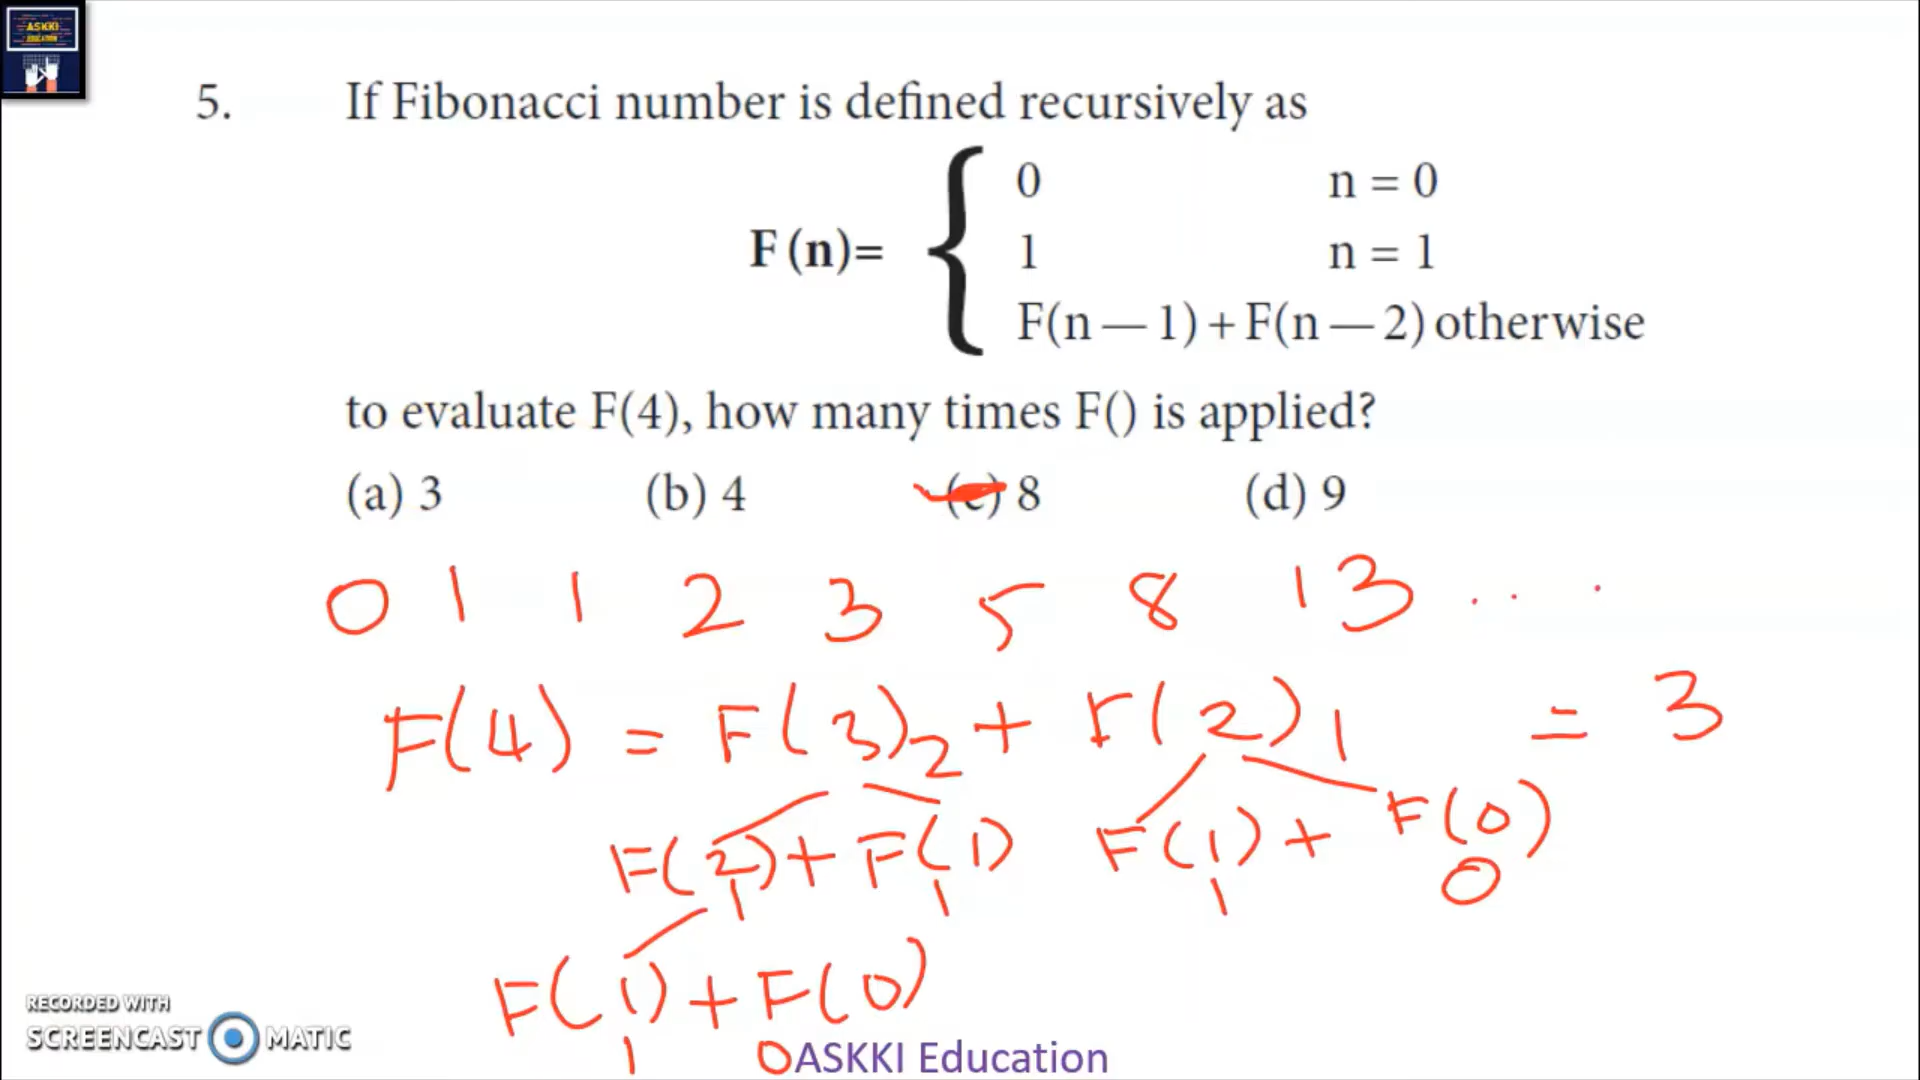 ASKKI
EDUCATION
5. If Fibonacci number is defined recursively as
0 n = 0
F (n)= { 1 n = 1
F(n — 1) + F(n — 2) otherwise
to evaluate F(4), how many times F() is applied?
(a) 3 (b) 4 (c) 8 (d) 9
0 1 1 2 3 5 8 13 ...
F(4) = F(3) 2 + F(2) 1 = 3
F(2) + F(1) F(1) + F(0)
1 1 1 0
F(1) + F(0)
1 0
RECORDED WITH
SCREENCAST MATIC
ASKKI Education